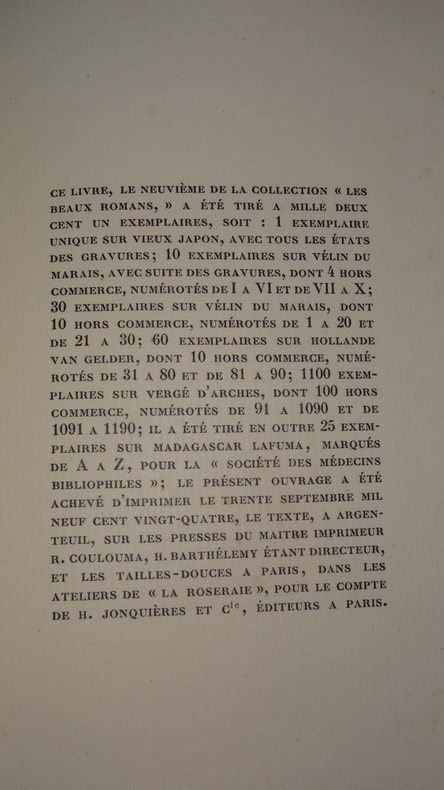 CE LIVRE, LE NEUVIÈME DE LA COLLECTION « LES
BEAUX ROMANS, » A ÉTÉ TIRÉ A MILLE DEUX
CENT UN EXEMPLAIRES, SOIT : 1 EXEMPLAIRE
UNIQUE SUR VIEUX JAPON, AVEC TOUS LES ÉTATS
DES GRAVURES; 10 EXEMPLAIRES SUR VÉLIN DU
MARAIS, AVEC SUITE DES GRAVURES, DONT 4 HORS
COMMERCE, NUMÉROTÉS DE I A VI ET DE VII A X;
30 EXEMPLAIRES SUR VÉLIN DU MARAIS, DONT
10 HORS COMMERCE, NUMÉROTÉS DE 1 A 20 ET
DE 21 A 30; 60 EXEMPLAIRES SUR HOLLANDE
VAN GELDER, DONT 10 HORS COMMERCE, NUMÉ-
ROTÉS DE 31 A 80 ET DE 81 A 90; 1100 EXEM-
PLAIRES SUR VERGÉ D'ARCHES, DONT 100 HORS
COMMERCE, NUMÉROTÉS DE 91 A 1090 ET DE
1091 A 1190; IL A ÉTÉ TIRÉ EN OUTRE 25 EXEM-
PLAIRES SUR MADAGASCAR LAFUMA, MARQUÉS
DE A A Z, POUR LA « SOCIÉTÉ DES MÉDECINS
BIBLIOPHILES »; LE PRÉSENT OUVRAGE A ÉTÉ
ACHEVÉ D'IMPRIMER LE TRENTE SEPTEMBRE MIL
NEUF CENT VINGT-QUATRE, LE TEXTE, A ARGEN-
TEUIL, SUR LES PRESSES DU MAITRE IMPRIMEUR
R. COULOUMA, H. BARTHÉLEMY ÉTANT DIRECTEUR,
ET LES TAILLES-DOUCES A PARIS, DANS LES
ATELIERS DE « LA ROSERAIE », POUR LE COMPTE
DE H. JONQUIÈRES ET Cie, ÉDITEURS A PARIS.